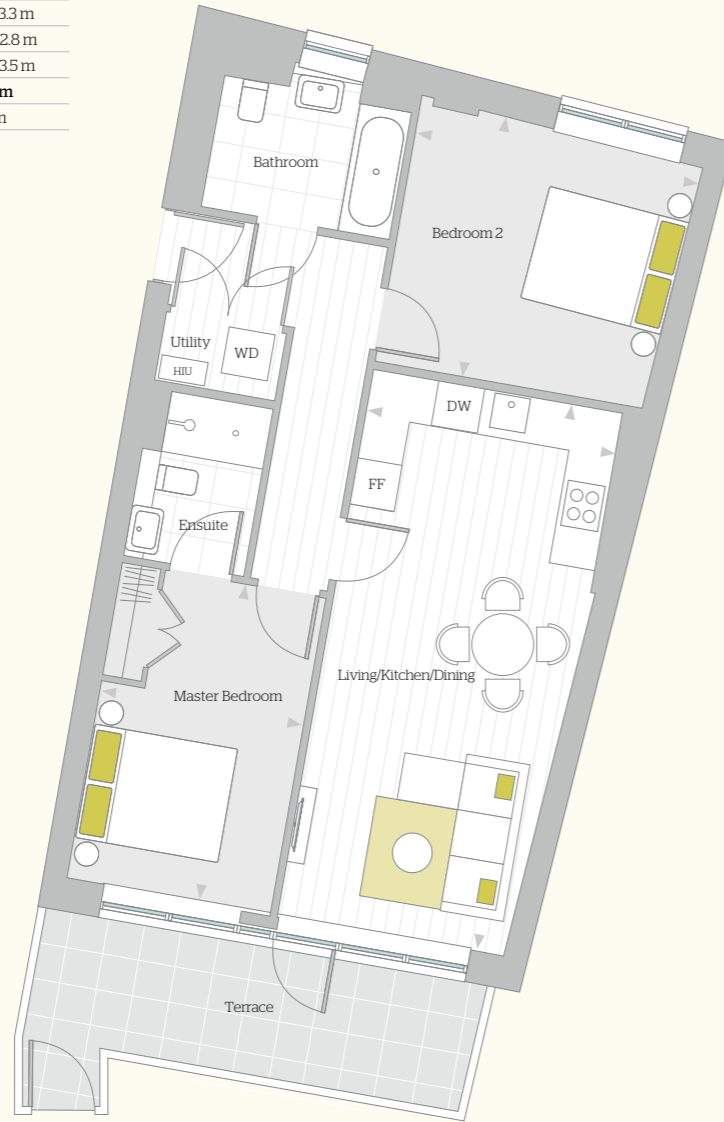 3.3 m
2.8 m
3.5 m
m
Bathroom
Bedroom 2
Utility
WD
HIU
DW
FF
Ensuite
Living/Kitchen/Dining
Master Bedroom
Terrace